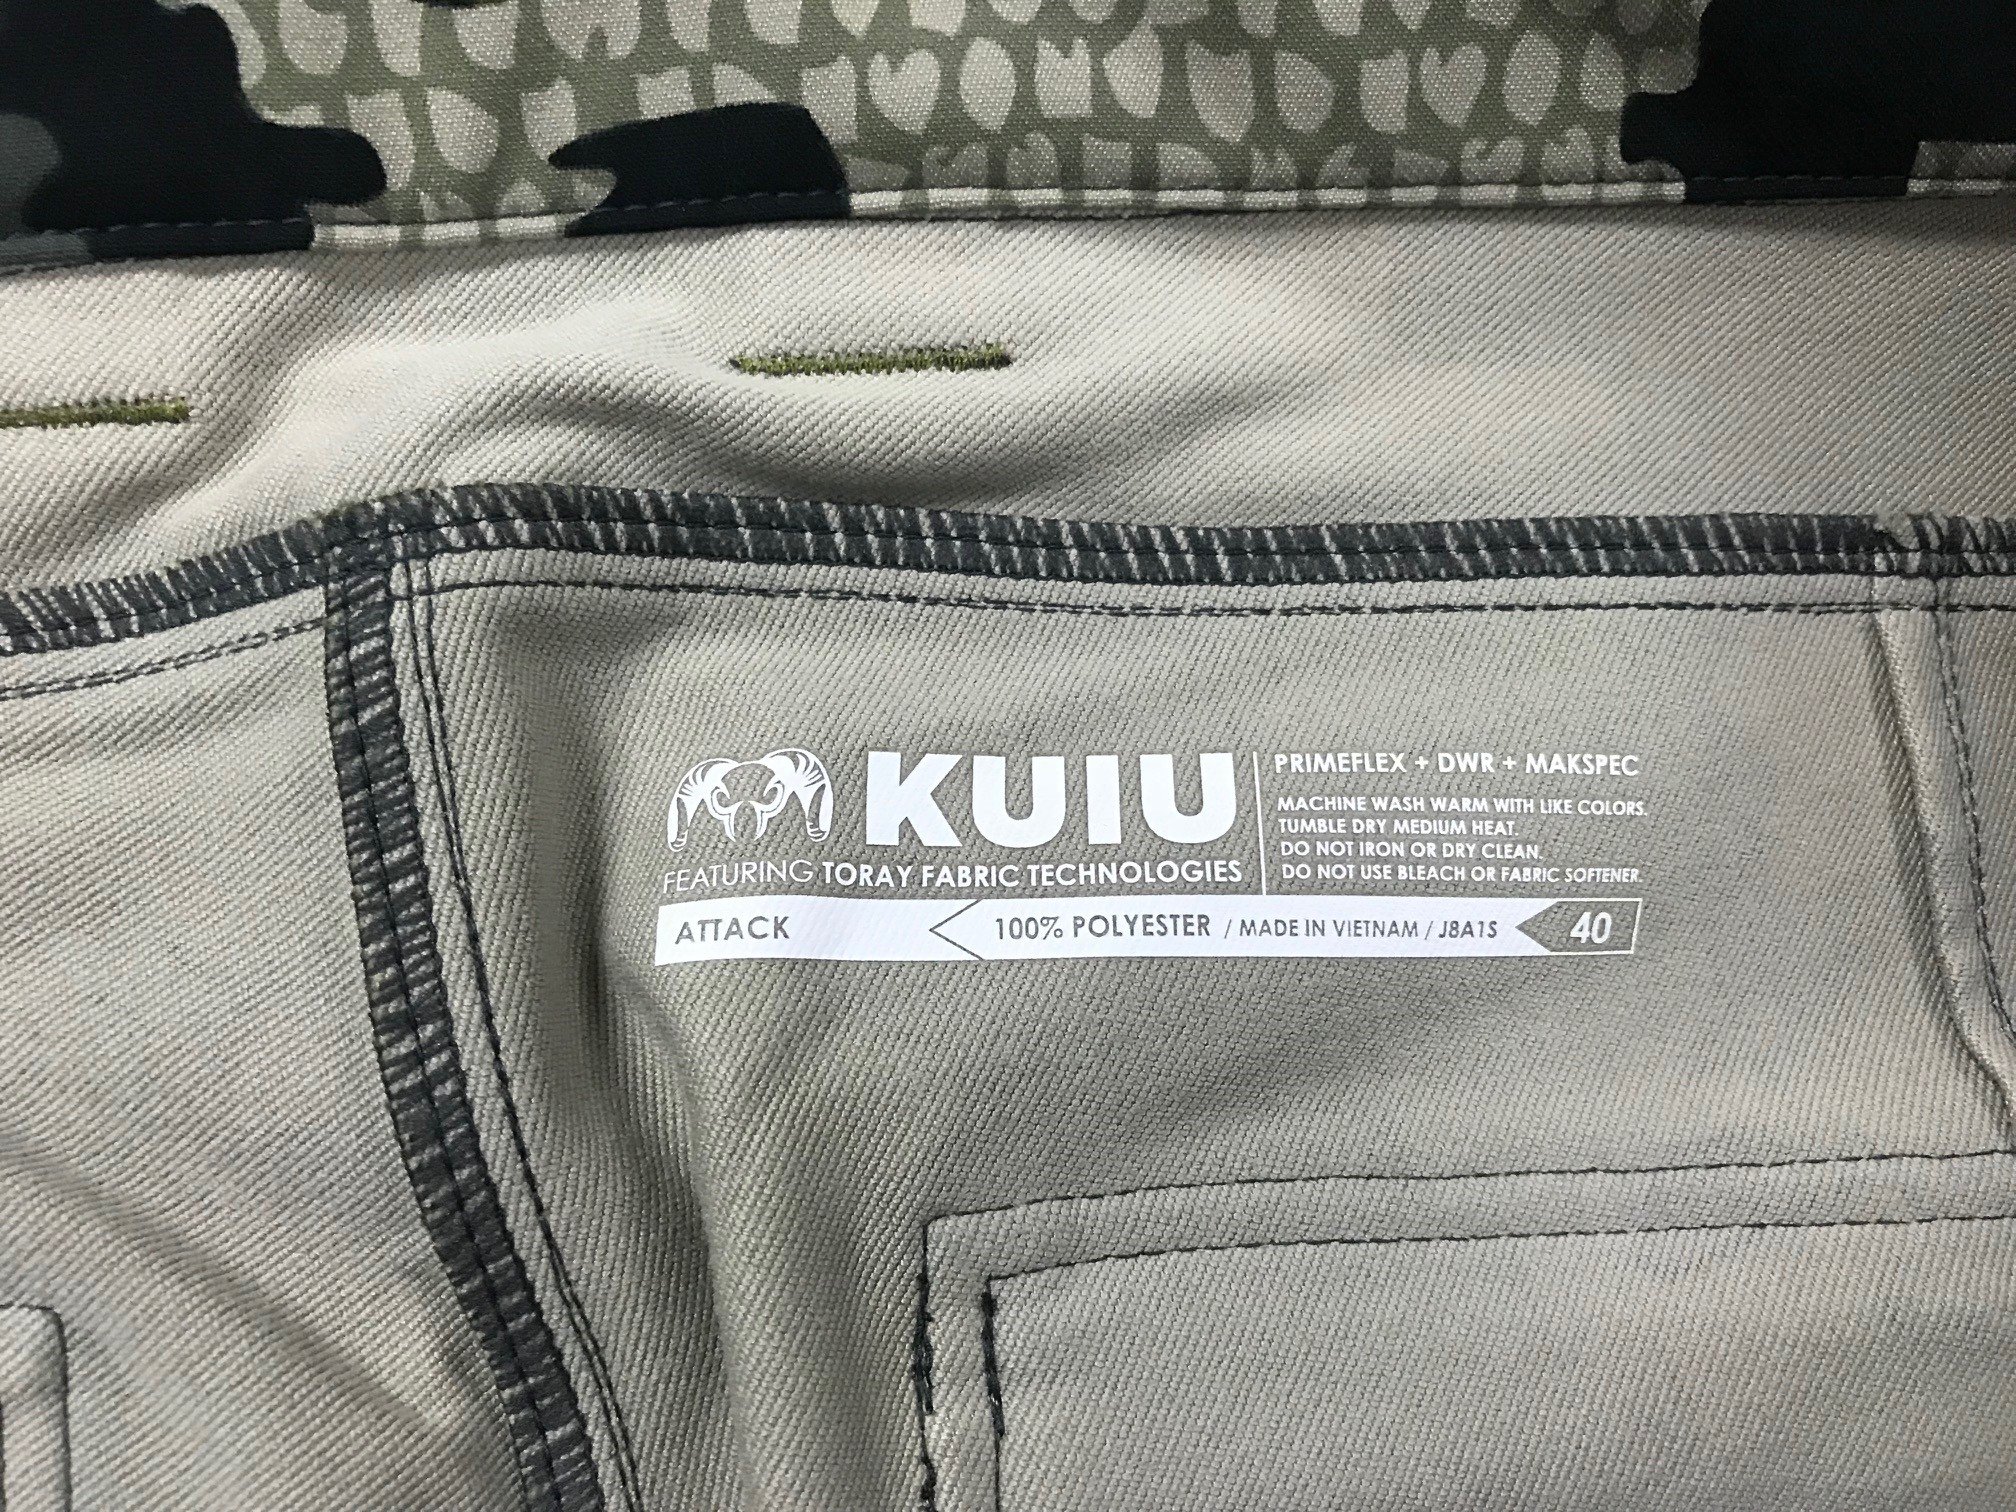 KUIU
FEATURING TORAY FABRIC TECHNOLOGIES
PRIMEFLEX + DWR + MAKSPEC
MACHINE WASH WARM WITH LIKE COLORS.
TUMBLE DRY MEDIUM HEAT.
DO NOT IRON OR DRY CLEAN.
DO NOT USE BLEACH OR FABRIC SOFTENER.
ATTACK 100% POLYESTER / MADE IN VIETNAM / J8A1S 40